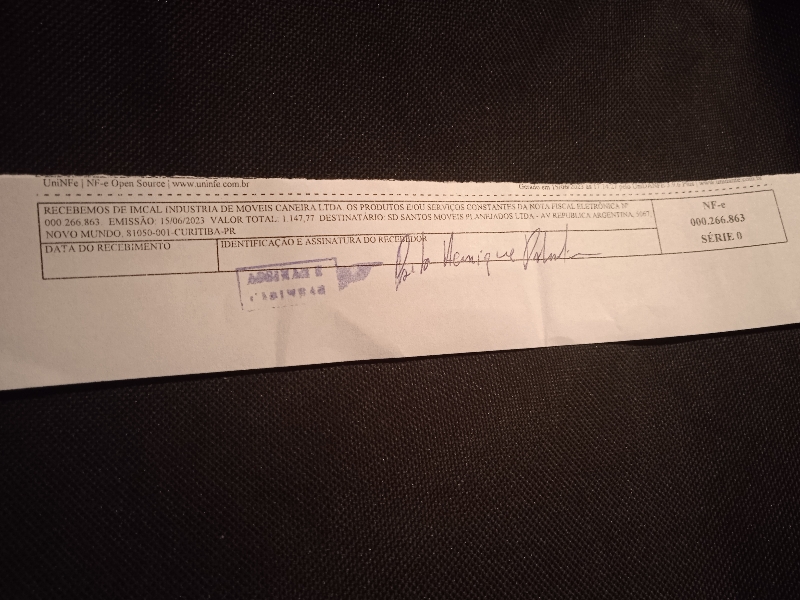 UniNFe | NF-e Open Source | www.uninfe.com.br
RECEBEMOS DE IMCAL INDUSTRIA DE MOVEIS CANEIRA LTDA. OS PRODUTOS E/OU SERVIÇOS CONSTANTES DA NOTA FISCAL ELETRÔNICA Nº
000.266.863 EMISSÃO: 15/06/2023 VALOR TOTAL: 1.147,77 DESTINATÁRIO: SD SANTOS MOVEIS PLANEJADOS LTDA - AV REPUBLICA ARGENTINA,
NOVO MUNDO, 81050-001-CURITIBA-PR
NF-e
000.266.863
SÉRIE 0
DATA DO RECEBIMENTO
IDENTIFICAÇÃO E ASSINATURA DO RECEBEDOR
Henrique